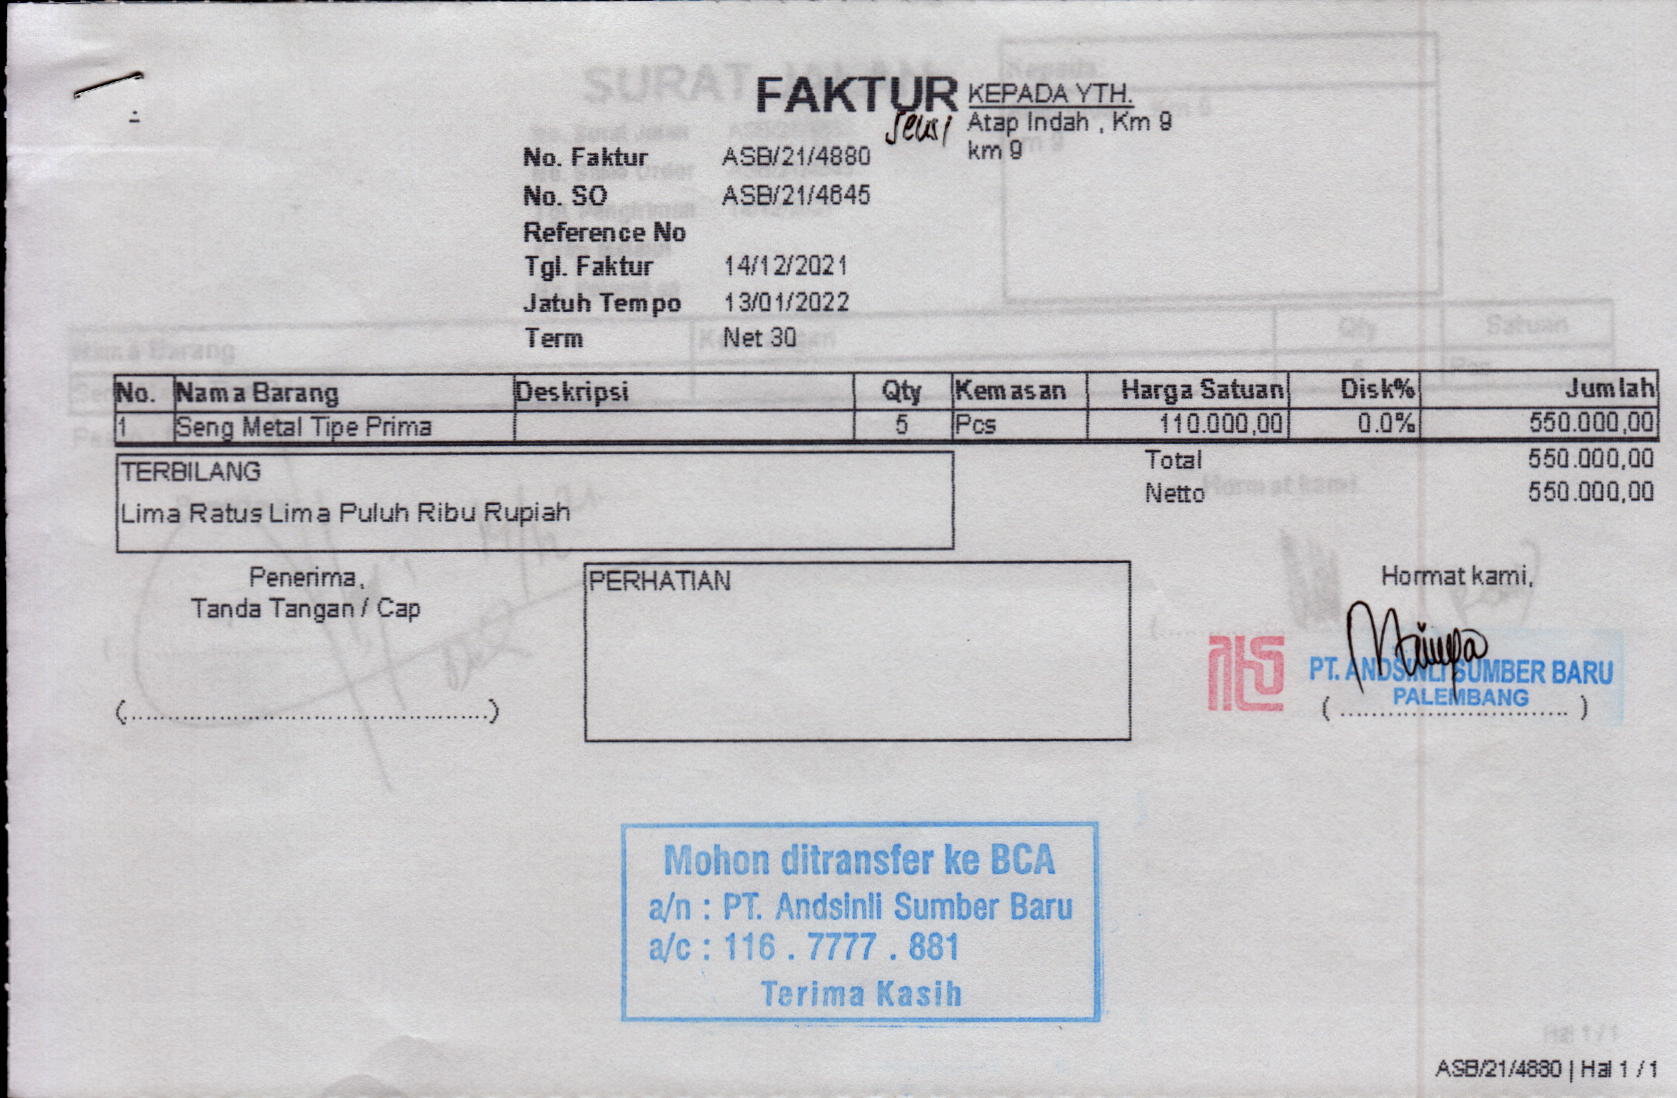 FAKTUR
KEPADA YTH.
Atap Indah , Km 9
km 9
No. Faktur ASB/21/4880
No. SO ASB/21/4645
Reference No
Tgl. Faktur 14/12/2021
Jatuh Tempo 13/01/2022
Term Net 30
No. Nama Barang Deskripsi Qty Kemasan Harga Satuan Disk% Jumlah
1 Seng Metal Tipe Prima 5 Pcs 110.000,00 0.0% 550.000,00
TERBILANG
Lima Ratus Lima Puluh Ribu Rupiah
Total 550.000,00
Netto 550.000,00
Penerima,
Tanda Tangan / Cap
(................................................)
PERHATIAN
Hormat kami,
PT. ANDSINLI SUMBER BARU
PALEMBANG
( .............................. )
Mohon ditransfer ke BCA
a/n : PT. Andsinli Sumber Baru
a/c : 116 . 7777 . 881
Terima Kasih
ASB/21/4880 | Hal 1 / 1